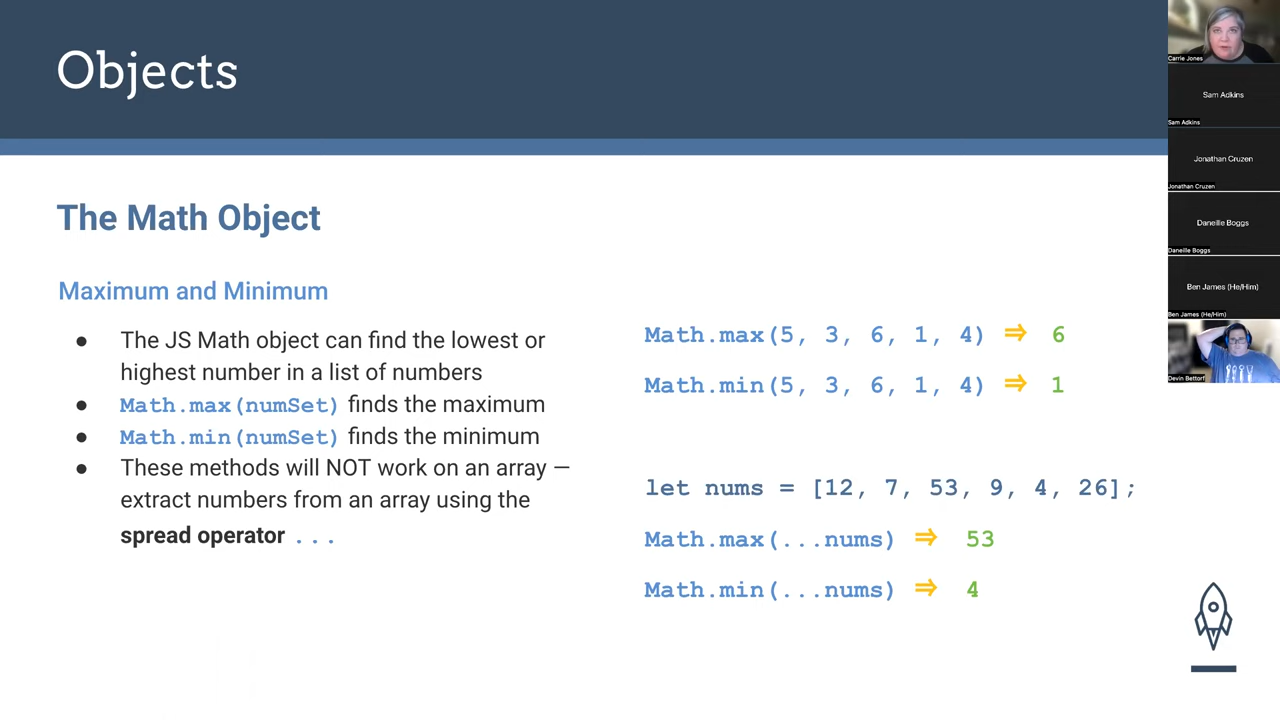 Objects
The Math Object
Maximum and Minimum
● The JS Math object can find the lowest or
highest number in a list of numbers
● Math.max(numSet) finds the maximum
● Math.min(numSet) finds the minimum
● These methods will NOT work on an array —
extract numbers from an array using the
spread operator ...
Math.max(5, 3, 6, 1, 4) ⇒ 6
Math.min(5, 3, 6, 1, 4) ⇒ 1
let nums = [12, 7, 53, 9, 4, 26];
Math.max(...nums) ⇒ 53
Math.min(...nums) ⇒ 4
Carrie Jones
Sam Adkins
Sam Adkins
Jonathan Cruzen
Jonathan Cruzen
Daneille Boggs
Daneille Boggs
Ben James (He/Him)
Ben James (He/Him)
Devin Bettorf